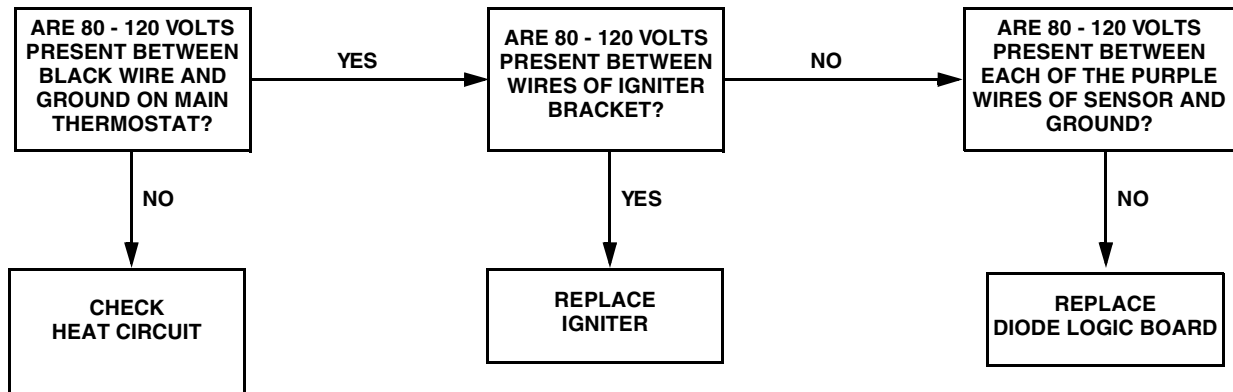 ARE 80 - 120 VOLTS
PRESENT BETWEEN
BLACK WIRE AND
GROUND ON MAIN
THERMOSTAT?
YES
ARE 80 - 120 VOLTS
PRESENT BETWEEN
WIRES OF IGNITER
BRACKET?
NO
ARE 80 - 120 VOLTS
PRESENT BETWEEN
EACH OF THE PURPLE
WIRES OF SENSOR AND
GROUND?
NO
YES
NO
CHECK
HEAT CIRCUIT
REPLACE
IGNITER
REPLACE
DIODE LOGIC BOARD